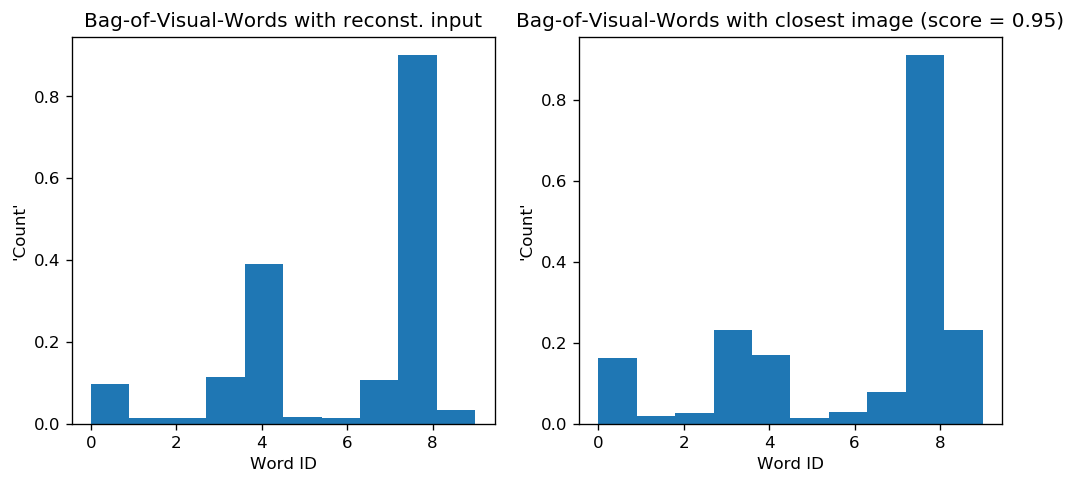 Bag-of-Visual-Words with reconst. input
'Count'
0.8
0.6
0.4
0.2
0.0
0 2 4 6 8
Word ID
Bag-of-Visual-Words with closest image (score = 0.95)
'Count'
0.8
0.6
0.4
0.2
0.0
0 2 4 6 8
Word ID